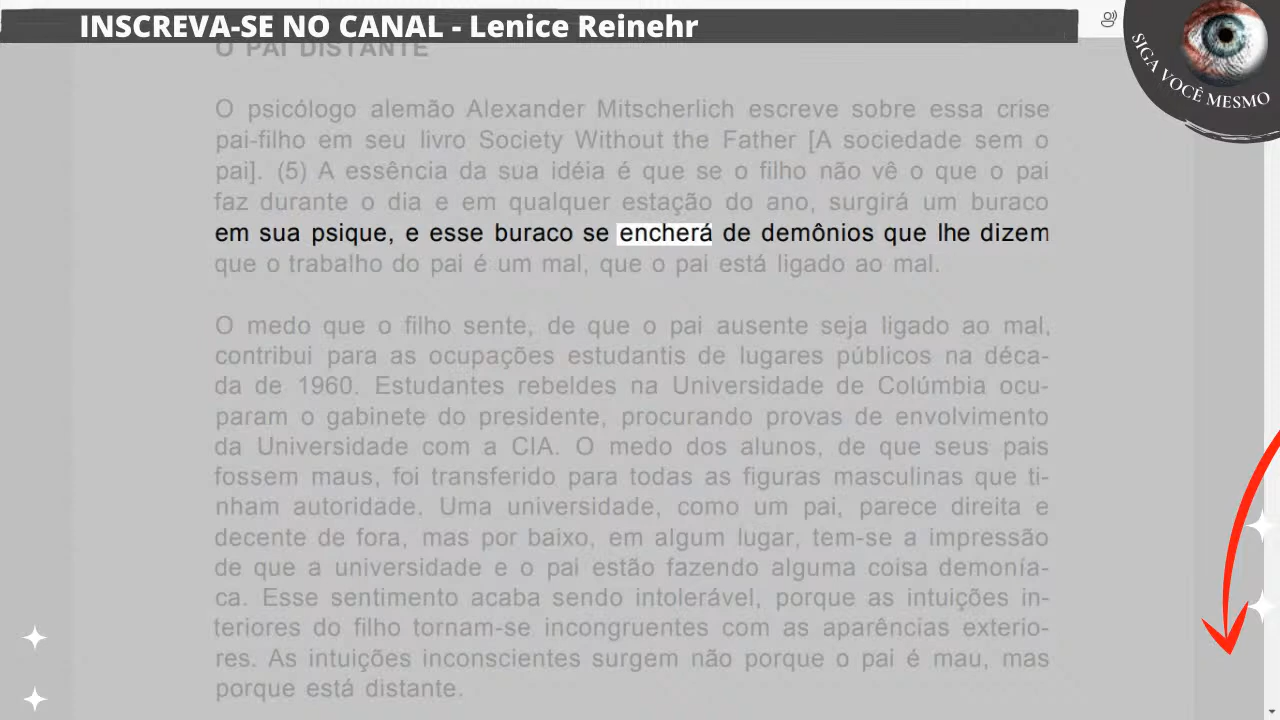 INSCREVA-SE NO CANAL - Lenice Reinehr
SIGA VOCÊ MESMO
O PAI DISTANTE
O psicólogo alemão Alexander Mitscherlich escreve sobre essa crise
pai-filho em seu livro Society Without the Father [A sociedade sem o
pai]. (5) A essência da sua idéia é que se o filho não vê o que o pai
faz durante o dia e em qualquer estação do ano, surgirá um buraco
em sua psique, e esse buraco se encherá de demônios que lhe dizem
que o trabalho do pai é um mal, que o pai está ligado ao mal.
O medo que o filho sente, de que o pai ausente seja ligado ao mal,
contribui para as ocupações estudantis de lugares públicos na déca-
da de 1960. Estudantes rebeldes na Universidade de Colúmbia ocu-
param o gabinete do presidente, procurando provas de envolvimento
da Universidade com a CIA. O medo dos alunos, de que seus pais
fossem maus, foi transferido para todas as figuras masculinas que ti-
nham autoridade. Uma universidade, como um pai, parece direita e
decente de fora, mas por baixo, em algum lugar, tem-se a impressão
de que a universidade e o pai estão fazendo alguma coisa demonía-
ca. Esse sentimento acaba sendo intolerável, porque as intuições in-
teriores do filho tornam-se incongruentes com as aparências exterio-
res. As intuições inconscientes surgem não porque o pai é mau, mas
porque está distante.